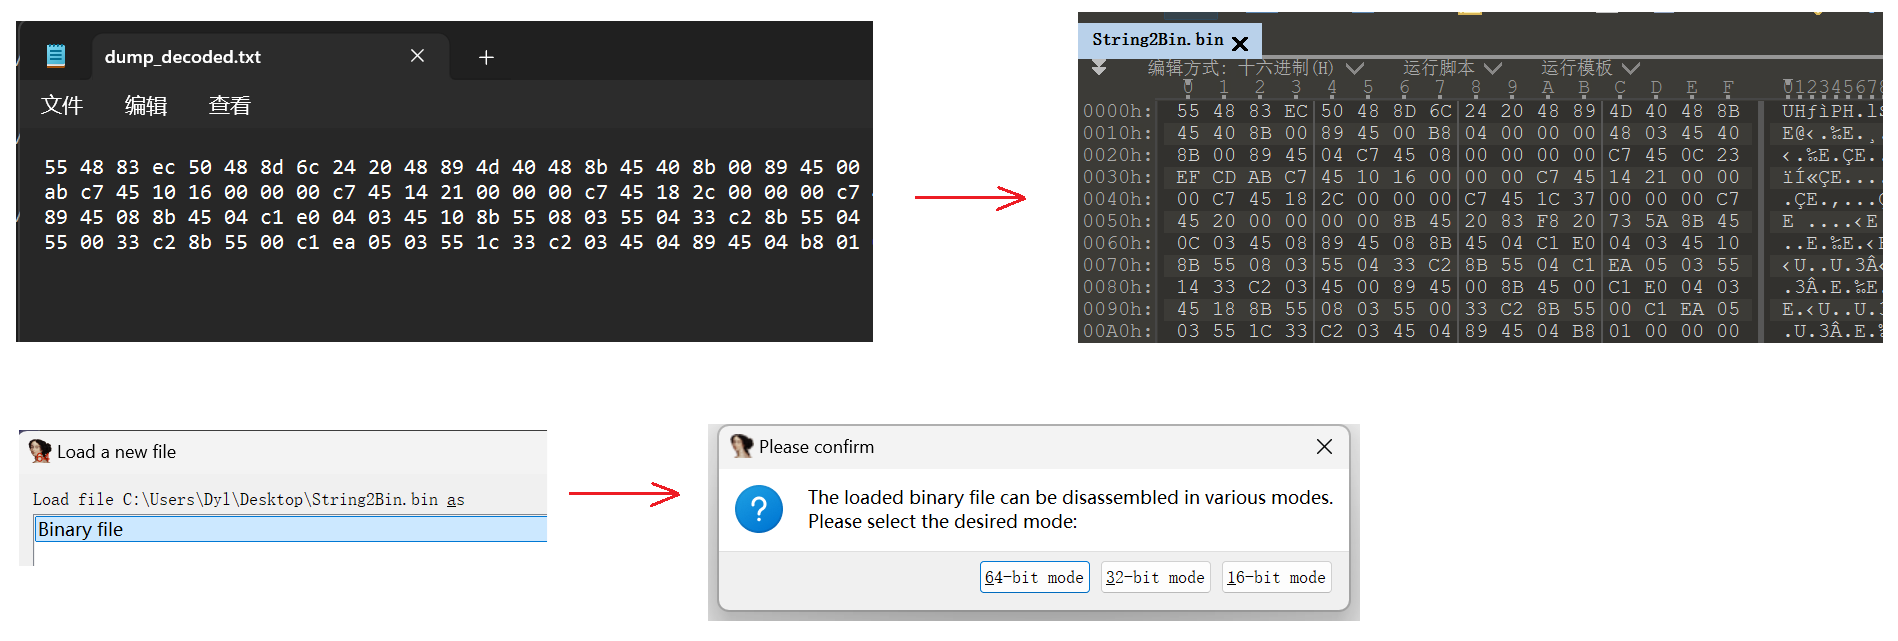 dump_decoded.txt
文件 编辑 查看
55 48 83 ec 50 48 8d 6c 24 20 48 89 4d 40 48 8b 45 40 8b 00 89 45 00
ab c7 45 10 16 00 00 00 c7 45 14 21 00 00 00 c7 45 18 2c 00 00 00 c7
89 45 08 8b 45 04 c1 e0 04 03 45 10 8b 55 08 03 55 04 33 c2 8b 55 04
55 00 33 c2 8b 55 00 c1 ea 05 03 55 1c 33 c2 03 45 04 89 45 04 b8 01
String2Bin.bin
编辑方式: 十六进制(H) 运行脚本 运行模板
0 1 2 3 4 5 6 7 8 9 A B C D E F 012345678
0000h: 55 48 83 EC 50 48 8D 6C 24 20 48 89 4D 40 48 8B UHƒìPH.l$
0010h: 45 40 8B 00 89 45 00 B8 04 00 00 00 48 03 45 40 E@‹.‰E.¸
0020h: 8B 00 89 45 04 C7 45 08 00 00 00 00 C7 45 0C 23 ‹.‰E.ÇE.
0030h: EF CD AB C7 45 10 16 00 00 00 C7 45 14 21 00 00 ïÍ«ÇE....
0040h: 00 C7 45 18 2C 00 00 00 C7 45 1C 37 00 00 00 C7 .ÇE.,...Ç
0050h: 45 20 00 00 00 00 8B 45 20 83 F8 20 73 5A 8B 45 E ....‹E
0060h: 0C 03 45 08 89 45 08 8B 45 04 C1 E0 04 03 45 10 ..E.‰E.‹E
0070h: 8B 55 08 03 55 04 33 C2 8B 55 04 C1 EA 05 03 55 ‹U..U.3Â‹
0080h: 14 33 C2 03 45 00 89 45 00 8B 45 00 C1 E0 04 03 .3Â.E.‰E
0090h: 45 18 8B 55 08 03 55 00 33 C2 8B 55 00 C1 EA 05 E.‹U..U.3
00A0h: 03 55 1C 33 C2 03 45 04 89 45 04 B8 01 00 00 00 .U.3Â.E.‰
Load a new file
Load file C:\Users\Dyl\Desktop\String2Bin.bin as
Binary file
Please confirm
The loaded binary file can be disassembled in various modes.
Please select the desired mode:
64-bit mode 32-bit mode 16-bit mode